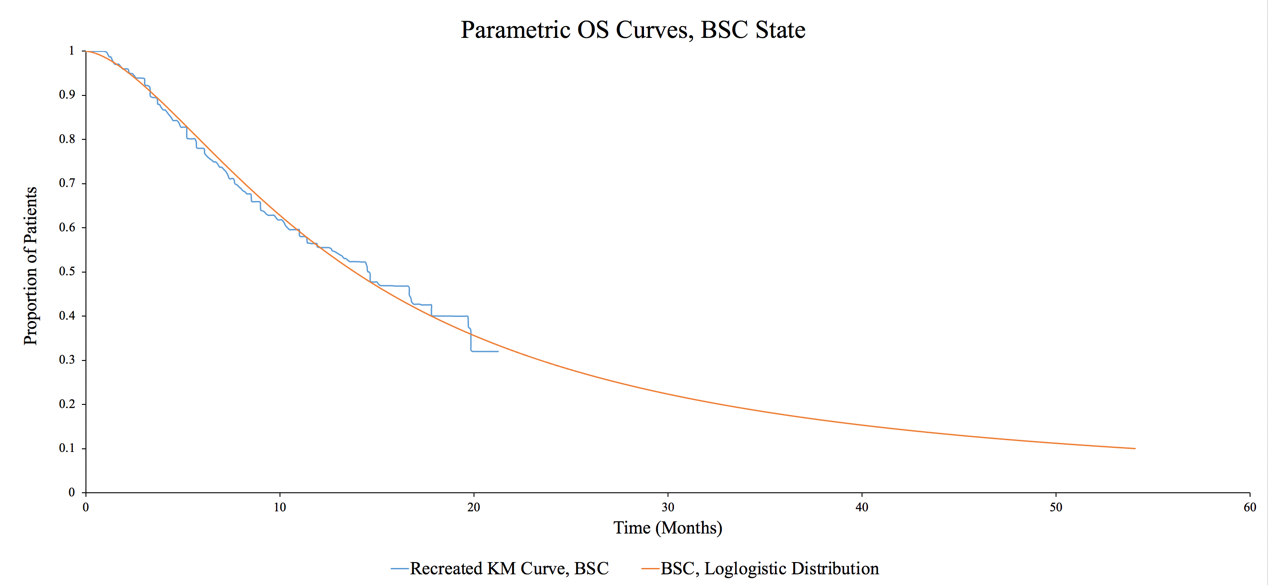 Parametric OS Curves, BSC State
Proportion of Patients
1
0.9
0.8
0.7
0.6
0.5
0.4
0.3
0.2
0.1
0
0 10 20 30 40 50 60
Time (Months)
Recreated KM Curve, BSC BSC, Loglogistic Distribution